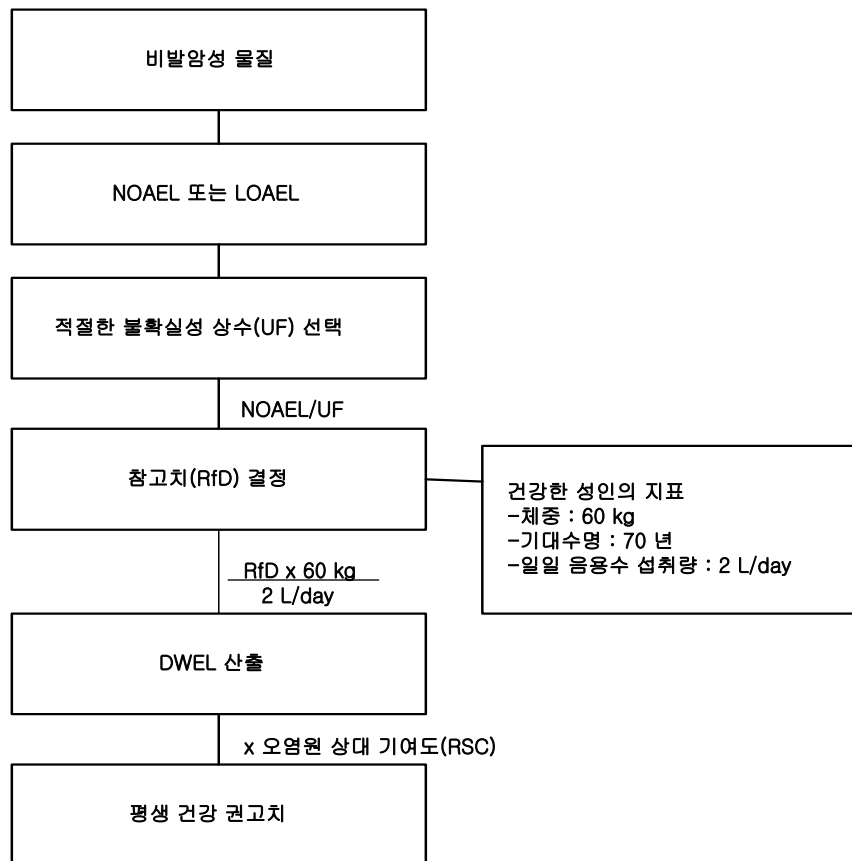 비발암성 물질
NOAEL 또는 LOAEL
적절한 불확실성 상수(UF) 선택
NOAEL/UF
참고치(RfD) 결정
건강한 성인의 지표
-체중 : 60 kg
-기대수명 : 70 년
-일일 음용수 섭취량 : 2 L/day
RfD x 60 kg
2 L/day
DWEL 산출
x 오염원 상대 기여도(RSC)
평생 건강 권고치